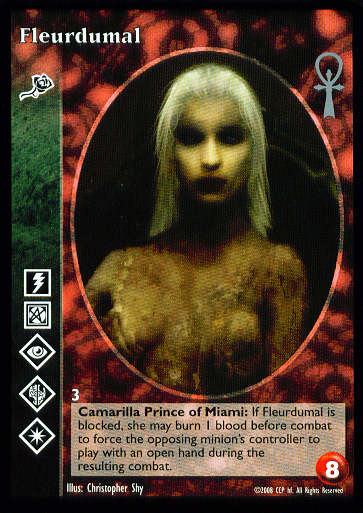 Fleurdumal
3
Camarilla Prince of Miami: If Fleurdumal is
blocked, she may burn 1 blood before combat
to force the opposing minion's controller to
play with an open hand during the
resulting combat.
8
Illus: Christopher Shy
©2008 CCP hf. All Rights Reserved